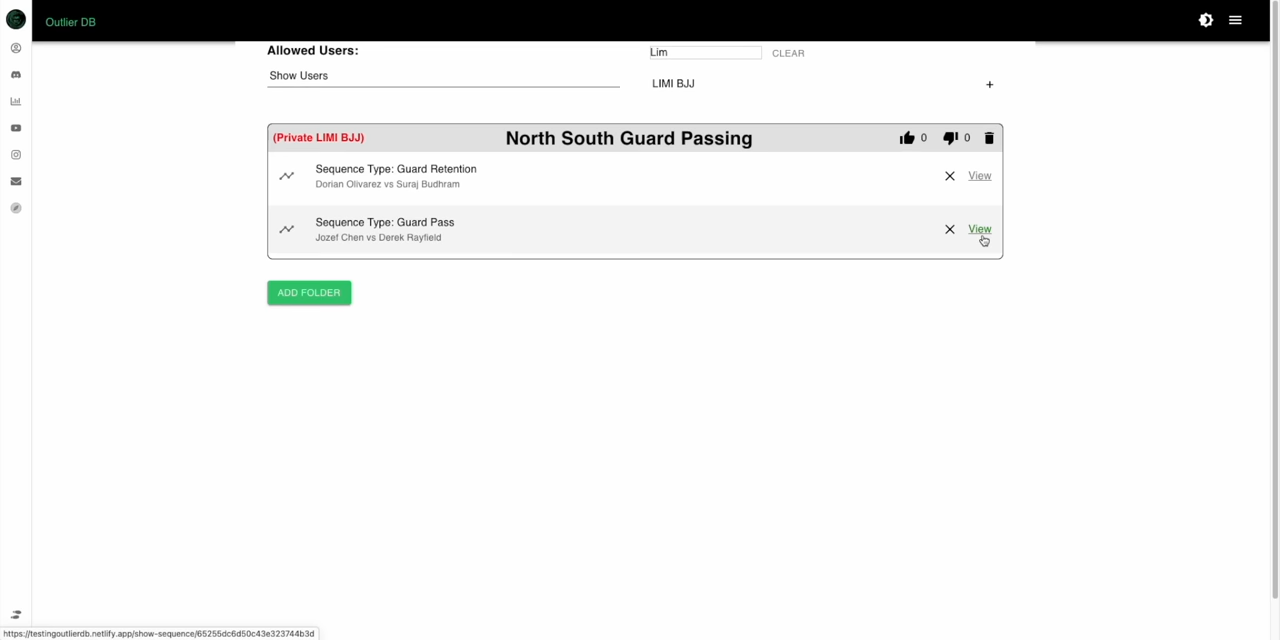 Outlier DB
Allowed Users:
Lim
CLEAR
Show Users
LIMI BJJ
+
(Private LIMI BJJ)
North South Guard Passing
0
0
Sequence Type: Guard Retention
Dorian Olivarez vs Suraj Budhram
View
Sequence Type: Guard Pass
Jozef Chen vs Derek Rayfield
View
ADD FOLDER
https://testingoutlierdb.netlify.app/show-sequence/65255dc6d50c43e323744b3d